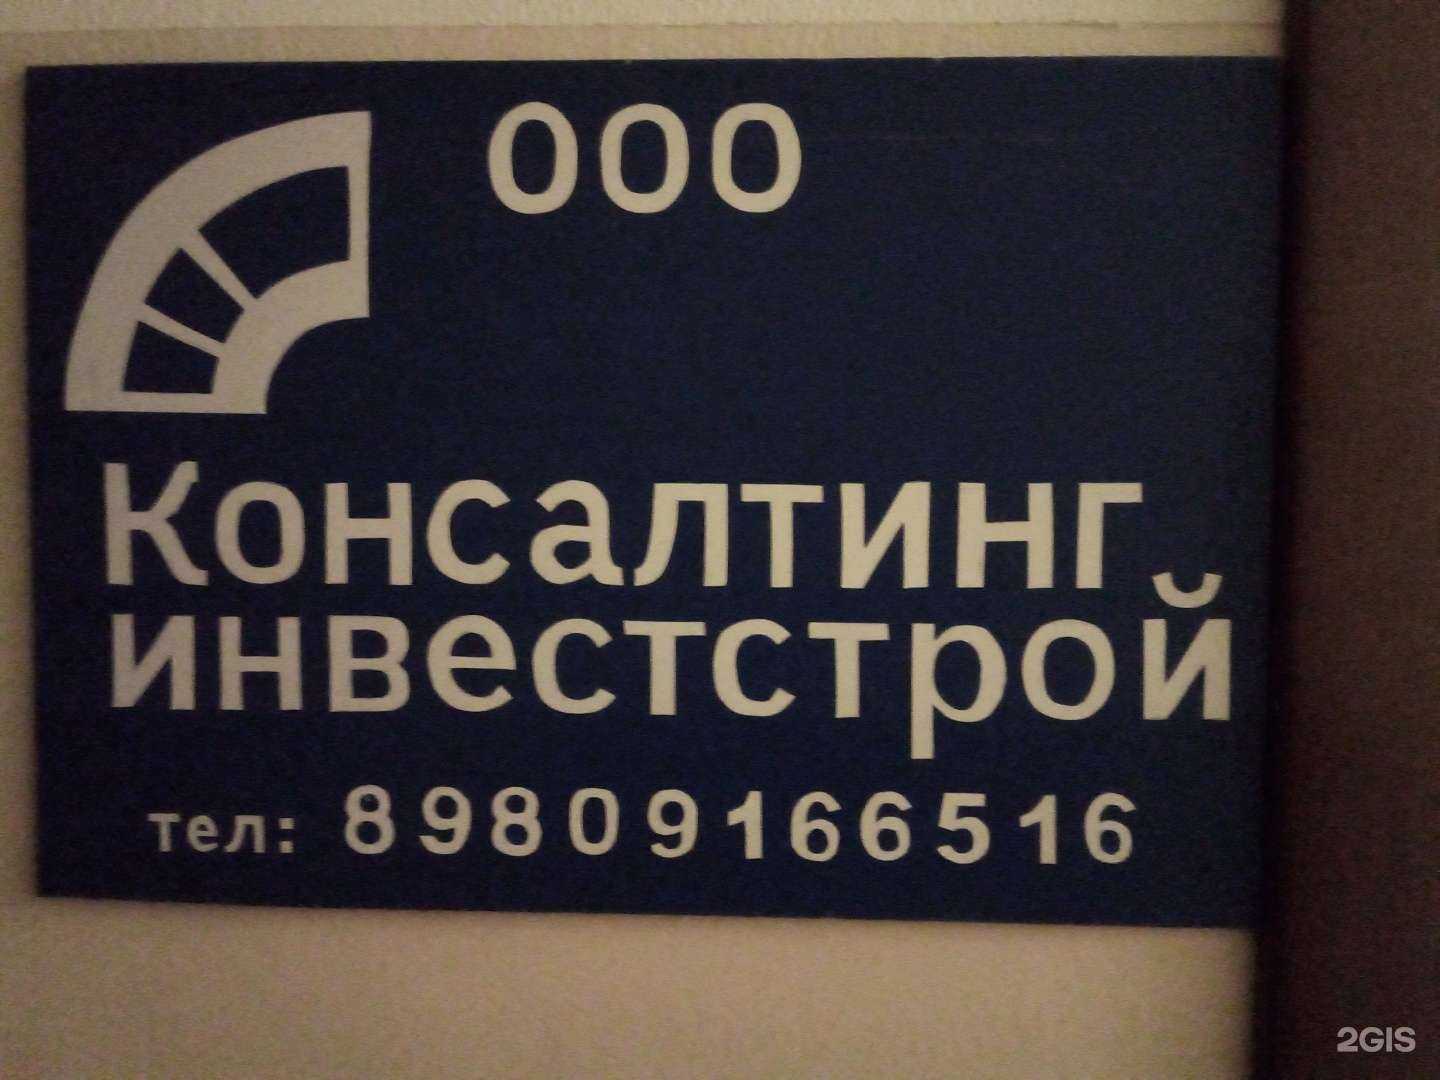 ООО
Консалтинг
инвестстрой
тел: 89809166516
2GIS